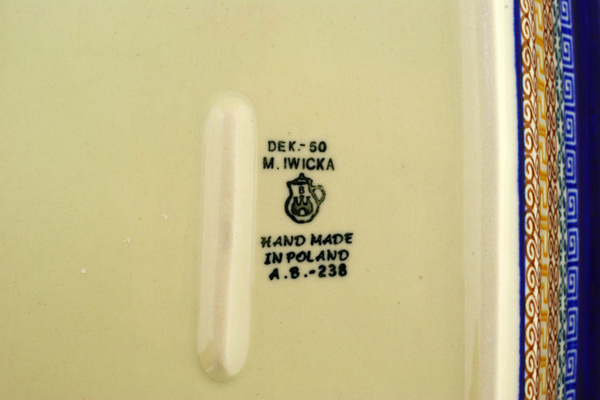 DEK.-50
M. IWICKA
B
HAND MADE
IN POLAND
A.B.-238